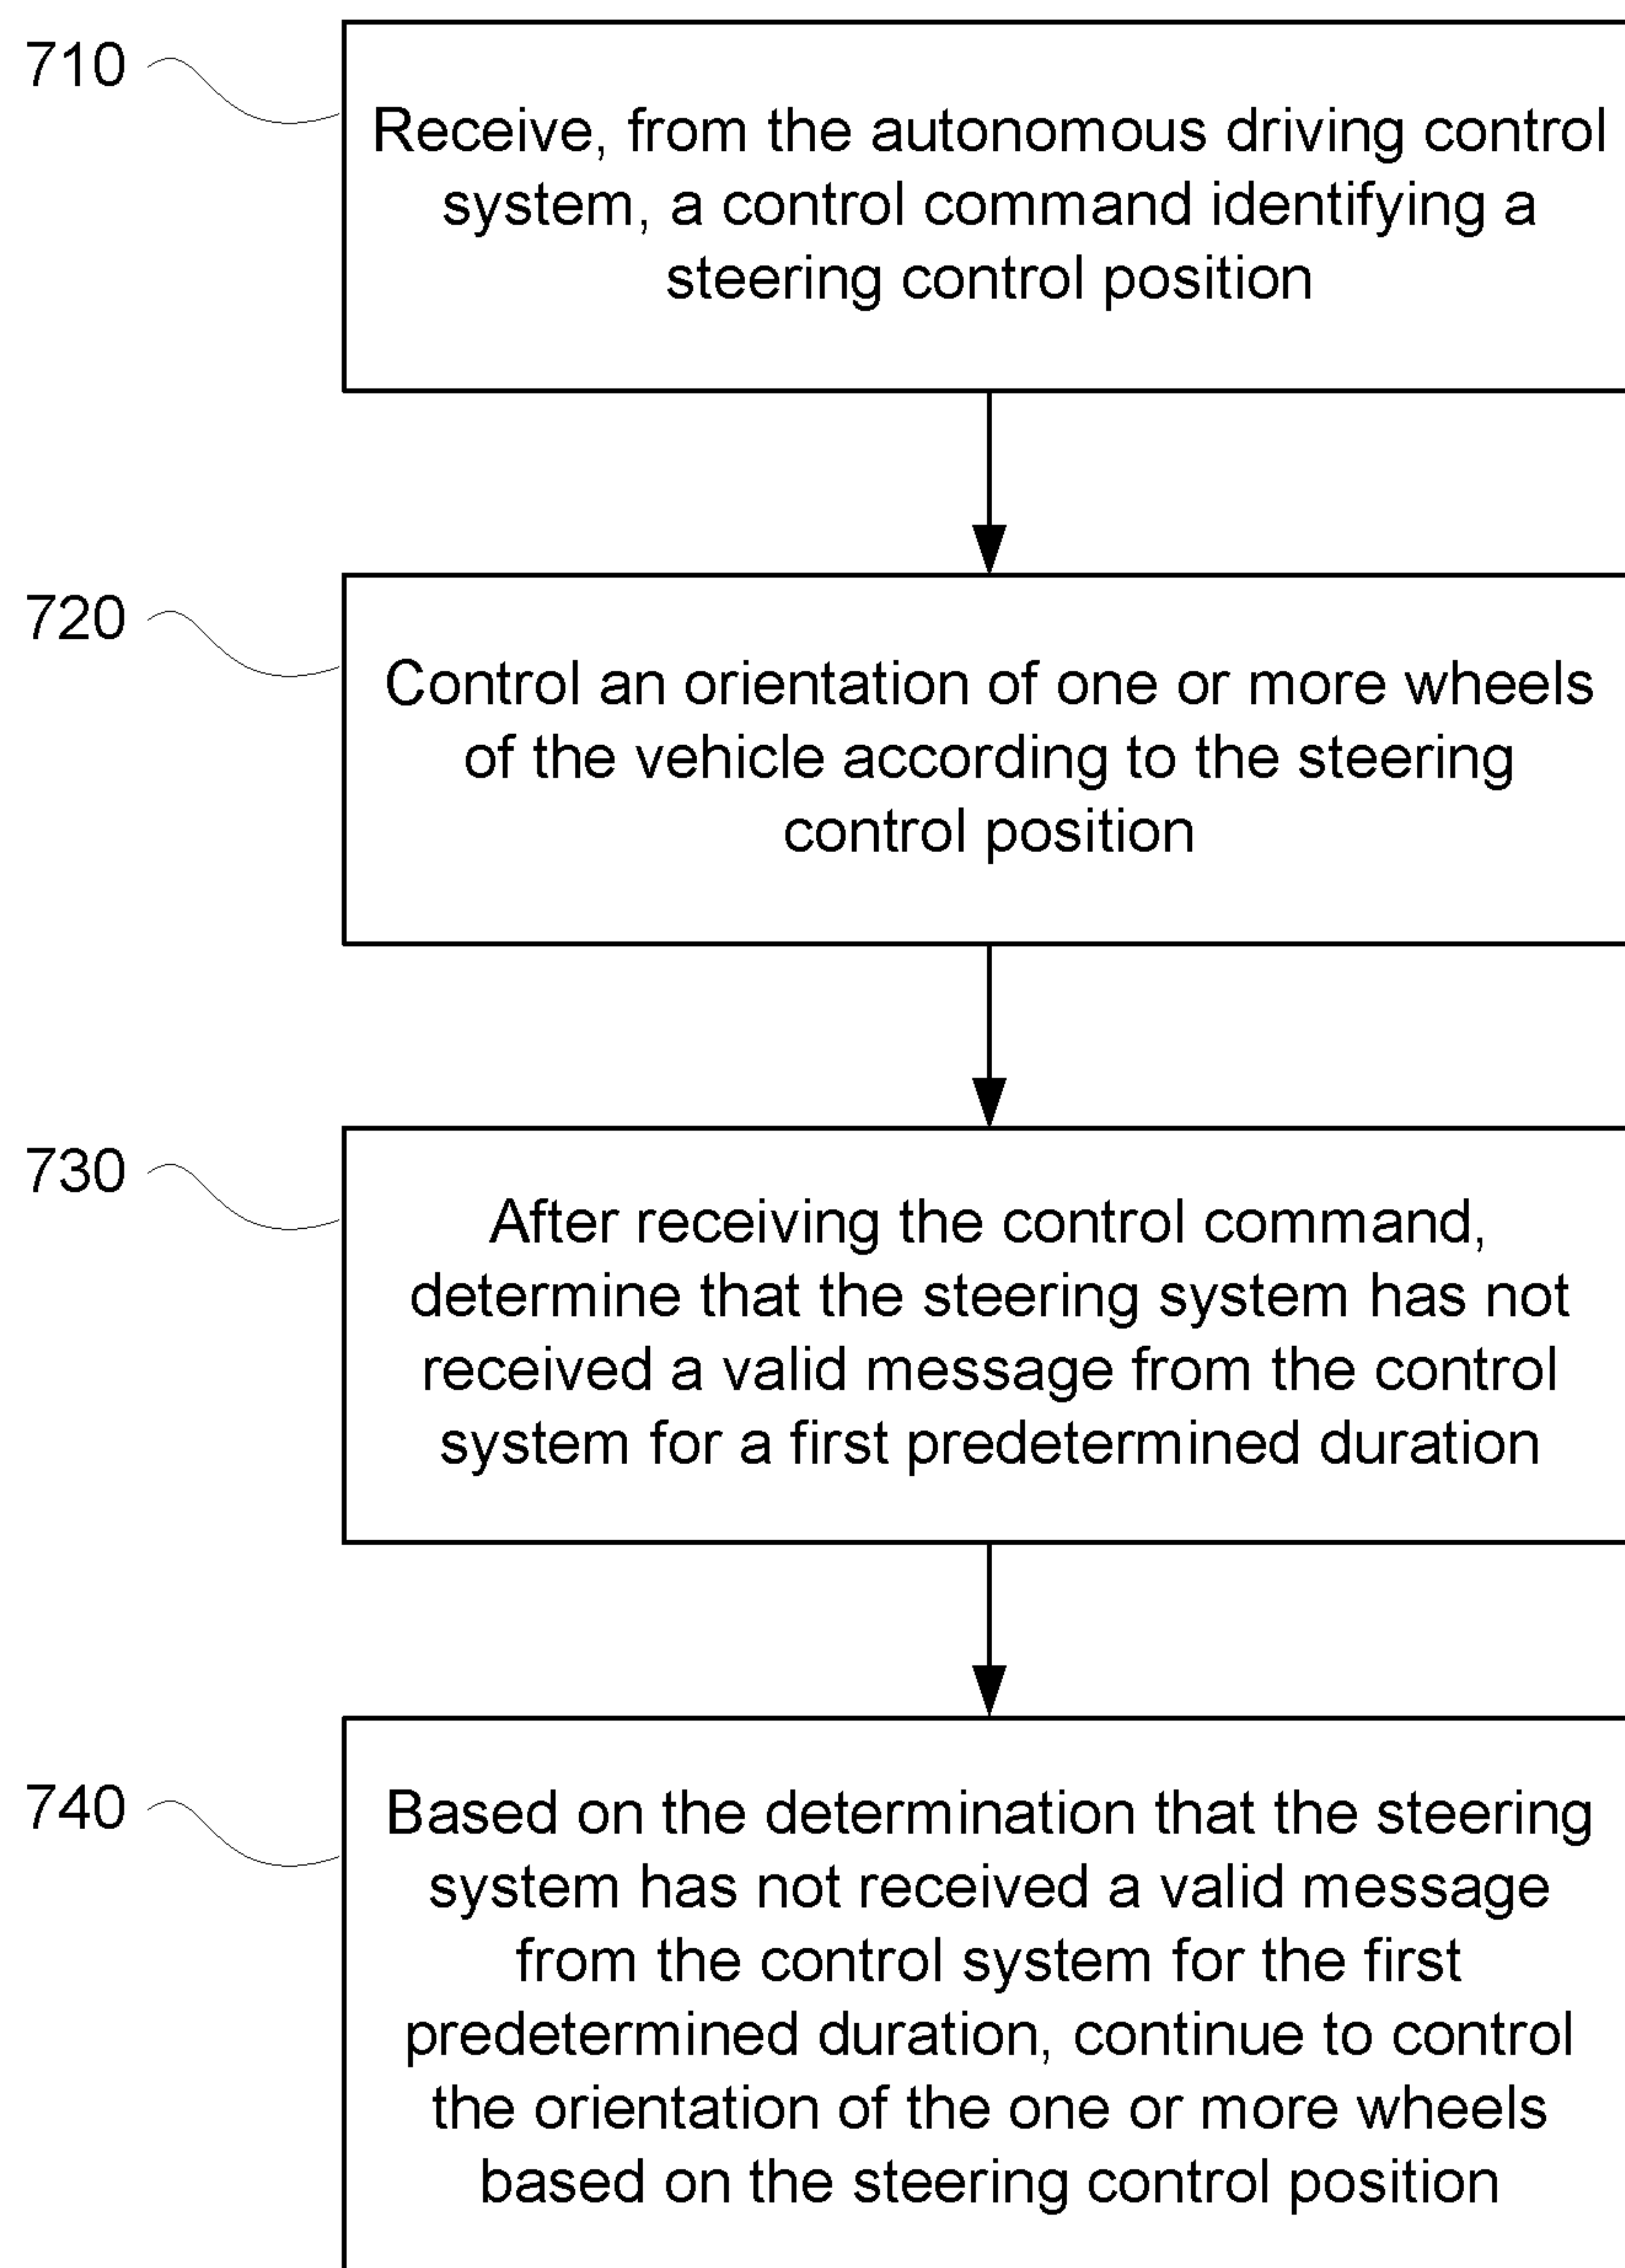 710
Receive, from the autonomous driving control
system, a control command identifying a
steering control position
720
Control an orientation of one or more wheels
of the vehicle according to the steering
control position
730
After receiving the control command,
determine that the steering system has not
received a valid message from the control
system for a first predetermined duration
740
Based on the determination that the steering
system has not received a valid message
from the control system for the first
predetermined duration, continue to control
the orientation of the one or more wheels
based on the steering control position